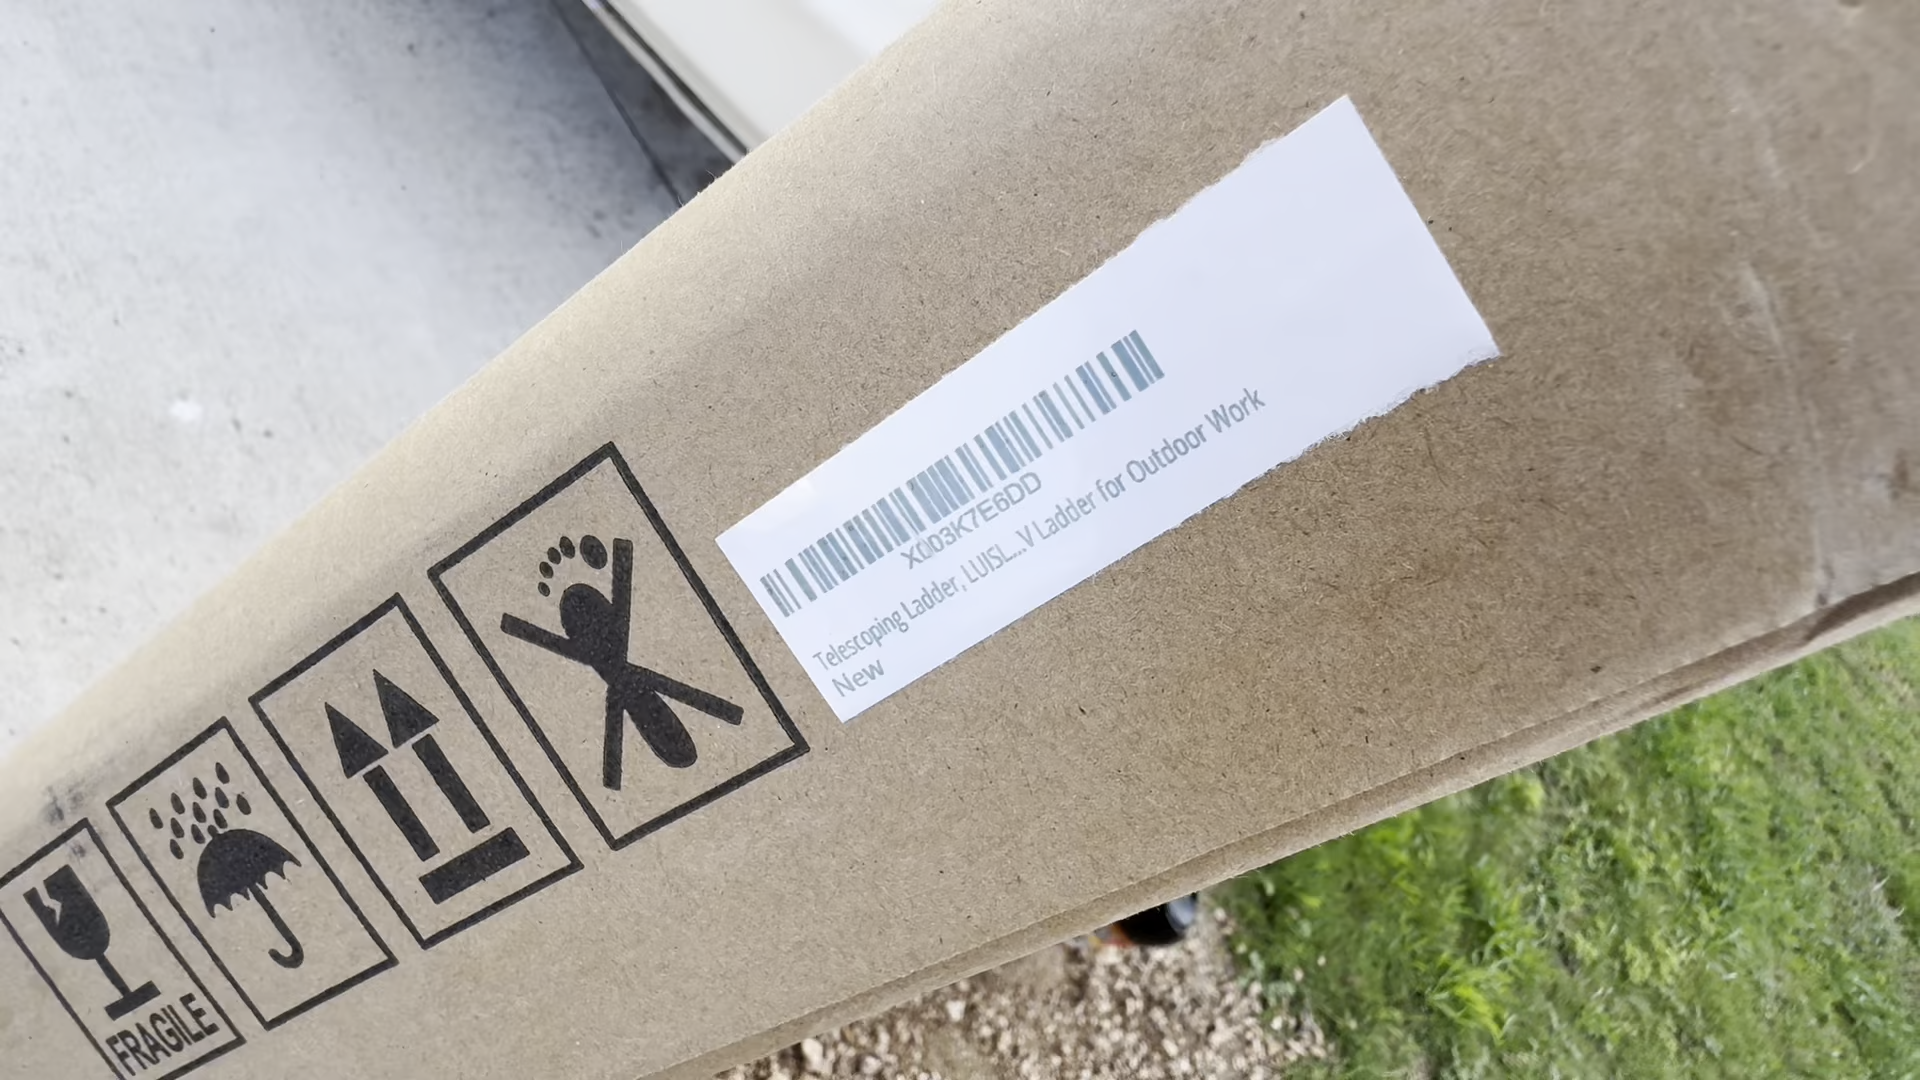 X003K7E6DD
Telescoping Ladder, LUISL...V Ladder for Outdoor Work
New
FRAGILE